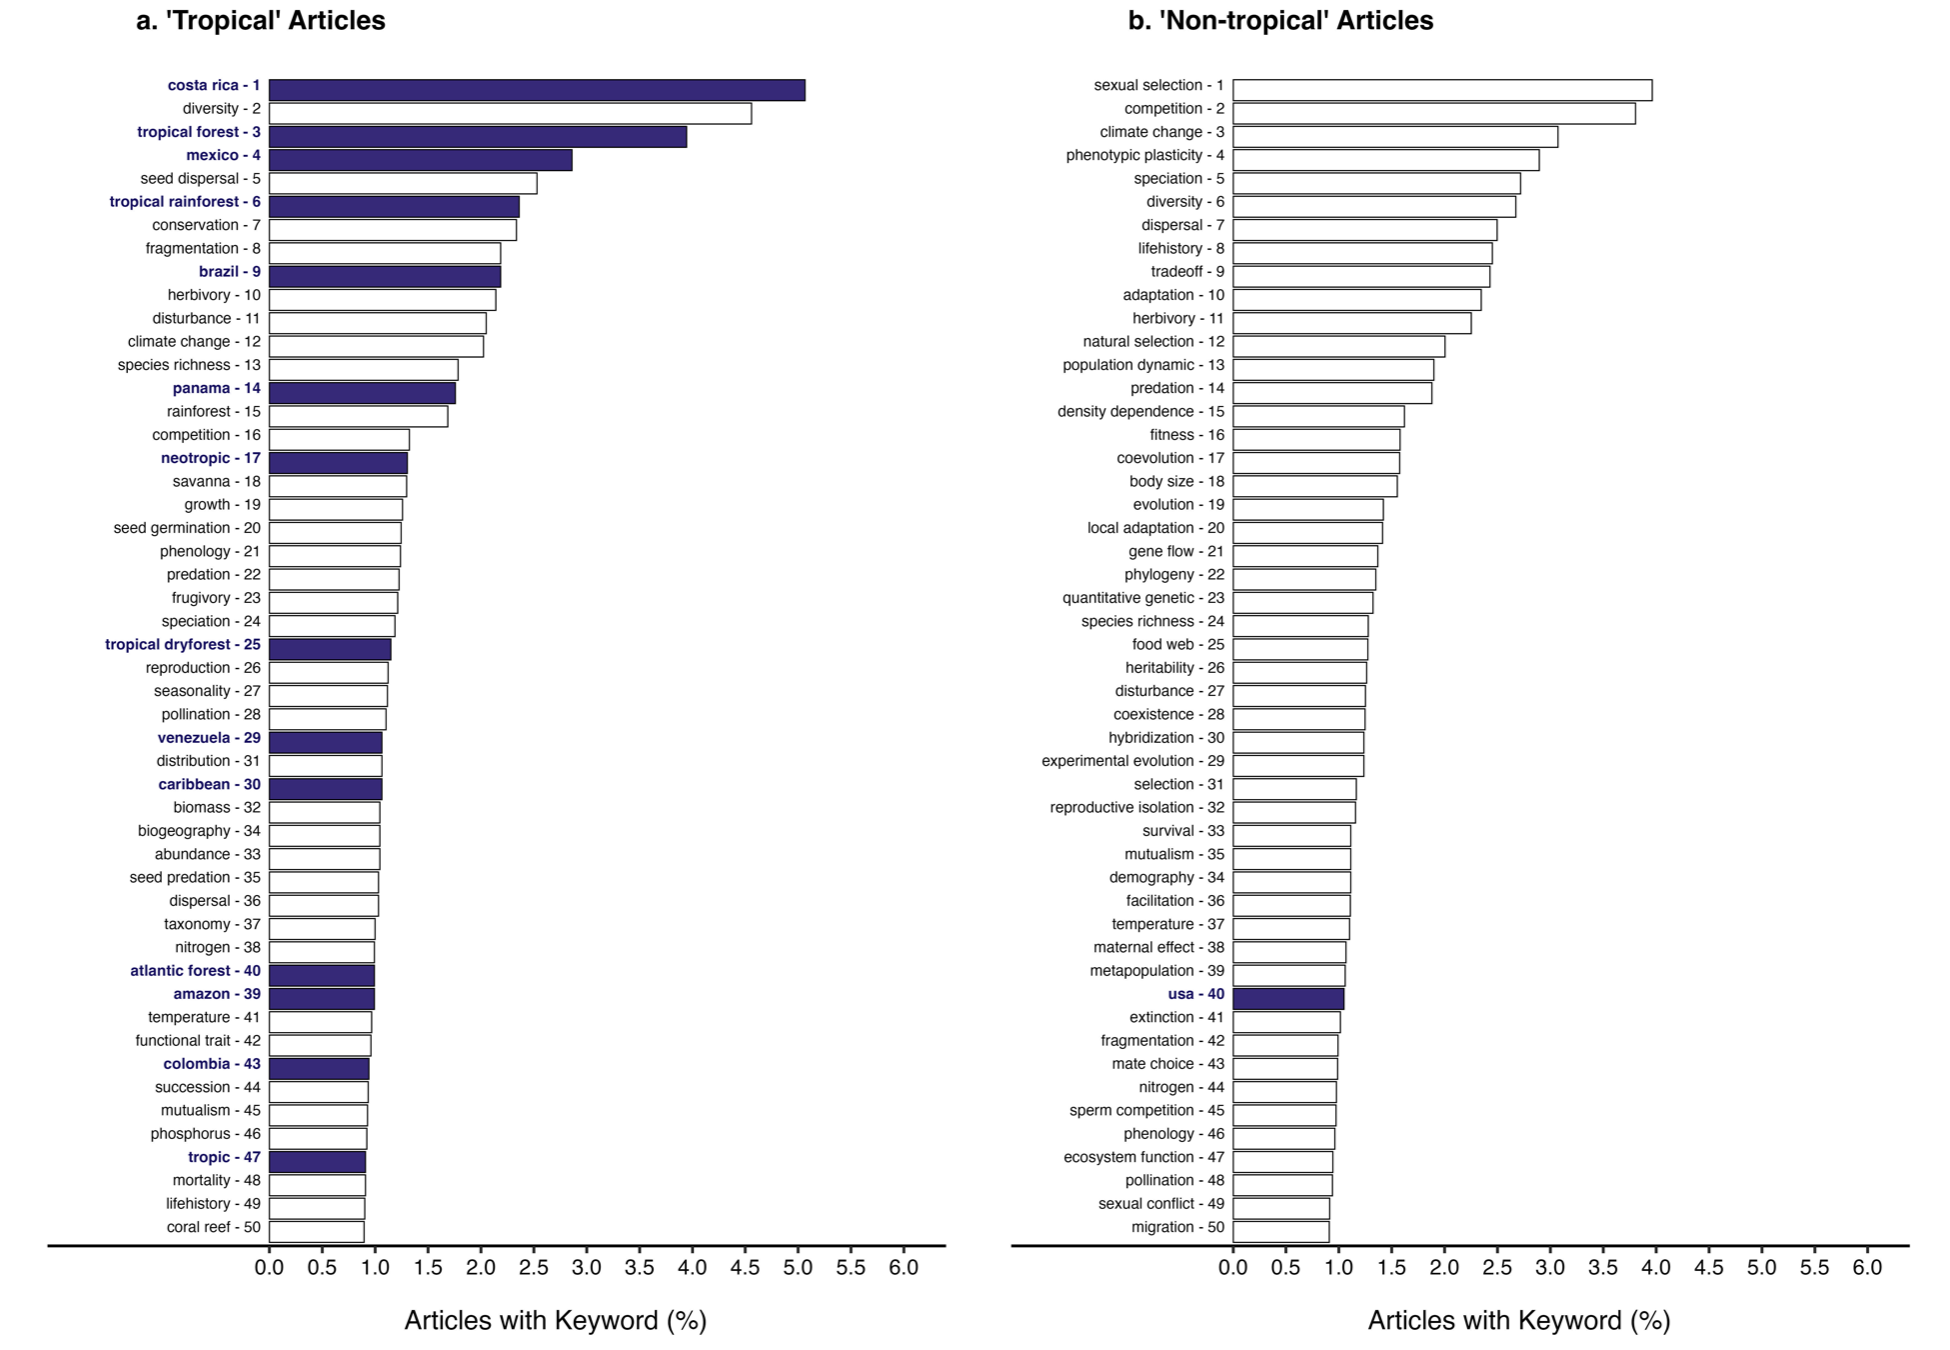 a. 'Tropical' Articles
costa rica - 1
diversity - 2
tropical forest - 3
mexico - 4
seed dispersal - 5
tropical rainforest - 6
conservation - 7
fragmentation - 8
brazil - 9
herbivory - 10
disturbance - 11
climate change - 12
species richness - 13
panama - 14
rainforest - 15
competition - 16
neotropic - 17
savanna - 18
growth - 19
seed germination - 20
phenology - 21
predation - 22
frugivory - 23
speciation - 24
tropical dryforest - 25
reproduction - 26
seasonality - 27
pollination - 28
venezuela - 29
distribution - 31
caribbean - 30
biomass - 32
biogeography - 34
abundance - 33
seed predation - 35
dispersal - 36
taxonomy - 37
nitrogen - 38
atlantic forest - 40
amazon - 39
temperature - 41
functional trait - 42
colombia - 43
succession - 44
mutualism - 45
phosphorus - 46
tropic - 47
mortality - 48
lifehistory - 49
coral reef - 50
0.0 0.5 1.0 1.5 2.0 2.5 3.0 3.5 4.0 4.5 5.0 5.5 6.0
Articles with Keyword (%)
b. 'Non-tropical' Articles
sexual selection - 1
competition - 2
climate change - 3
phenotypic plasticity - 4
speciation - 5
diversity - 6
dispersal - 7
lifehistory - 8
tradeoff - 9
adaptation - 10
herbivory - 11
natural selection - 12
population dynamic - 13
predation - 14
density dependence - 15
fitness - 16
coevolution - 17
body size - 18
evolution - 19
local adaptation - 20
gene flow - 21
phylogeny - 22
quantitative genetic - 23
species richness - 24
food web - 25
heritability - 26
disturbance - 27
coexistence - 28
hybridization - 30
experimental evolution - 29
selection - 31
reproductive isolation - 32
survival - 33
mutualism - 35
demography - 34
facilitation - 36
temperature - 37
maternal effect - 38
metapopulation - 39
usa - 40
extinction - 41
fragmentation - 42
mate choice - 43
nitrogen - 44
sperm competition - 45
phenology - 46
ecosystem function - 47
pollination - 48
sexual conflict - 49
migration - 50
0.0 0.5 1.0 1.5 2.0 2.5 3.0 3.5 4.0 4.5 5.0 5.5 6.0
Articles with Keyword (%)